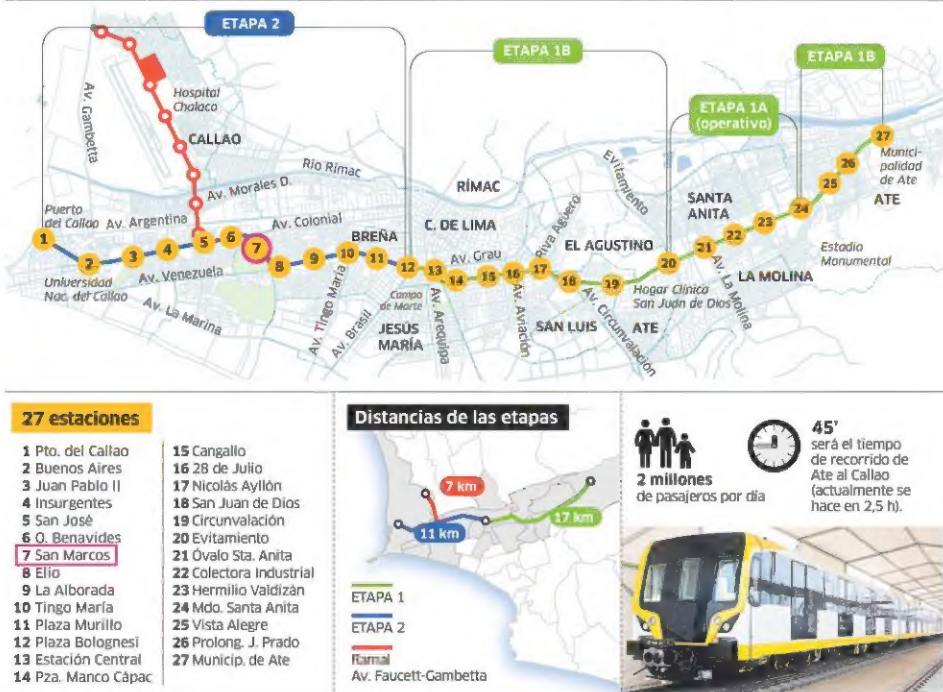 ETAPA 2
ETAPA 1B
ETAPA 1B
ETAPA 1A
(operativo)
Av. Gambetta
Hospital
Chalaco
CALLAO
Río Rímac
Av. Morales D.
Av. Argentina
Av. Colonial
Puerto
del Callao
RÍMAC
Evitamiento
SANTA
ANITA
Munici-
palidad
de Ate
ATE
BREÑA
C. DE LIMA
Av. Grau
Riva Agüero
EL AGUSTINO
Estadio
Monumental
1
2
3
4
5
6
7
8
9
10
11
12
13
14
15
16
17
18
19
20
21
22
23
24
25
26
27
Universidad
Nac. del Callao
Av. Venezuela
Av. La Marina
Av. Tingo María
Av. Brasil
Campo
de Marte
JESÚS
MARÍA
Av. Arequipa
Av. Aviación
SAN LUIS
Av. Circunvalación
ATE
Hogar Clínica
San Juan de Dios
Av. La Molina
LA MOLINA
27 estaciones
1 Pto. del Callao
2 Buenos Aires
3 Juan Pablo II
4 Insurgentes
5 San José
6 O. Benavides
7 San Marcos
8 Elio
9 La Alborada
10 Tingo María
11 Plaza Murillo
12 Plaza Bolognesi
13 Estación Central
14 Pza. Manco Cápac
15 Cangallo
16 28 de Julio
17 Nicolás Ayllón
18 San Juan de Dios
19 Circunvalación
20 Evitamiento
21 Óvalo Sta. Anita
22 Colectora Industrial
23 Hermilio Valdizán
24 Mdo. Santa Anita
25 Vista Alegre
26 Prolong. J. Prado
27 Municip. de Ate
Distancias de las etapas
7 km
11 km
17 km
ETAPA 1
ETAPA 2
Ramal
Av. Faucett-Gambetta
2 millones
de pasajeros por día
45'
será el tiempo
de recorrido de
Ate al Callao
(actualmente se
hace en 2,5 h).